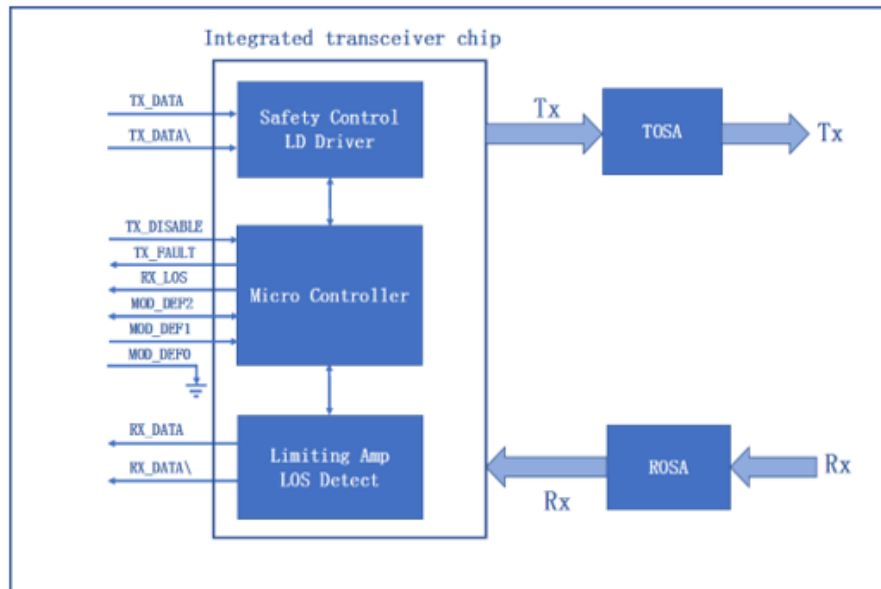 Integrated transceiver chip
TX_DATA
TX_DATA\
Safety Control
LD Driver
Tx
TOSA
Tx
TX_DISABLE
TX_FAULT
RX_LOS
MOD_DEF2
MOD_DEF1
MOD_DEF0
Micro Controller
RX_DATA
RX_DATA\
Limiting Amp
LOS Detect
Rx
ROSA
Rx